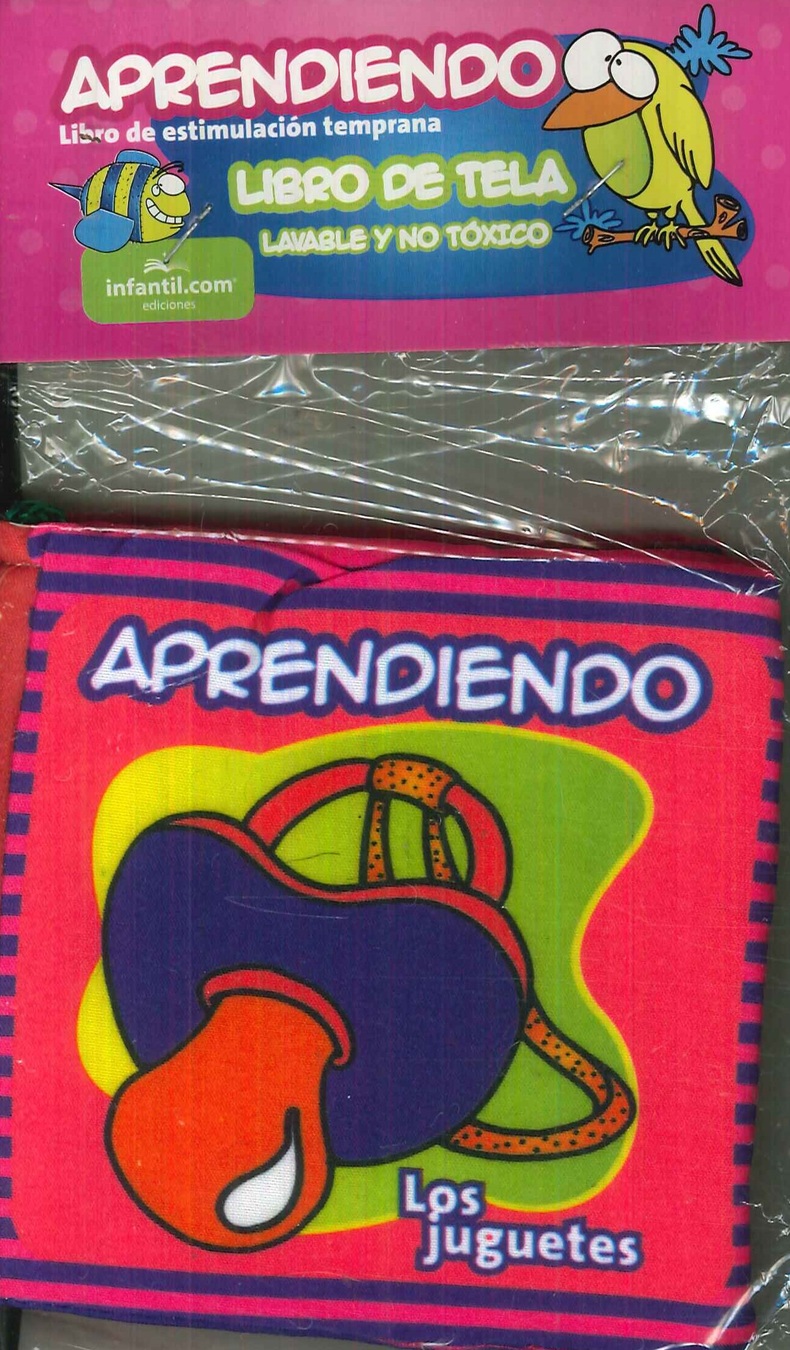 APRENDIENDO
Libro de estimulación temprana
LIBRO DE TELA
LAVABLE Y NO TÓXICO
infantil.com®
ediciones
APRENDIENDO
Los
juguetes